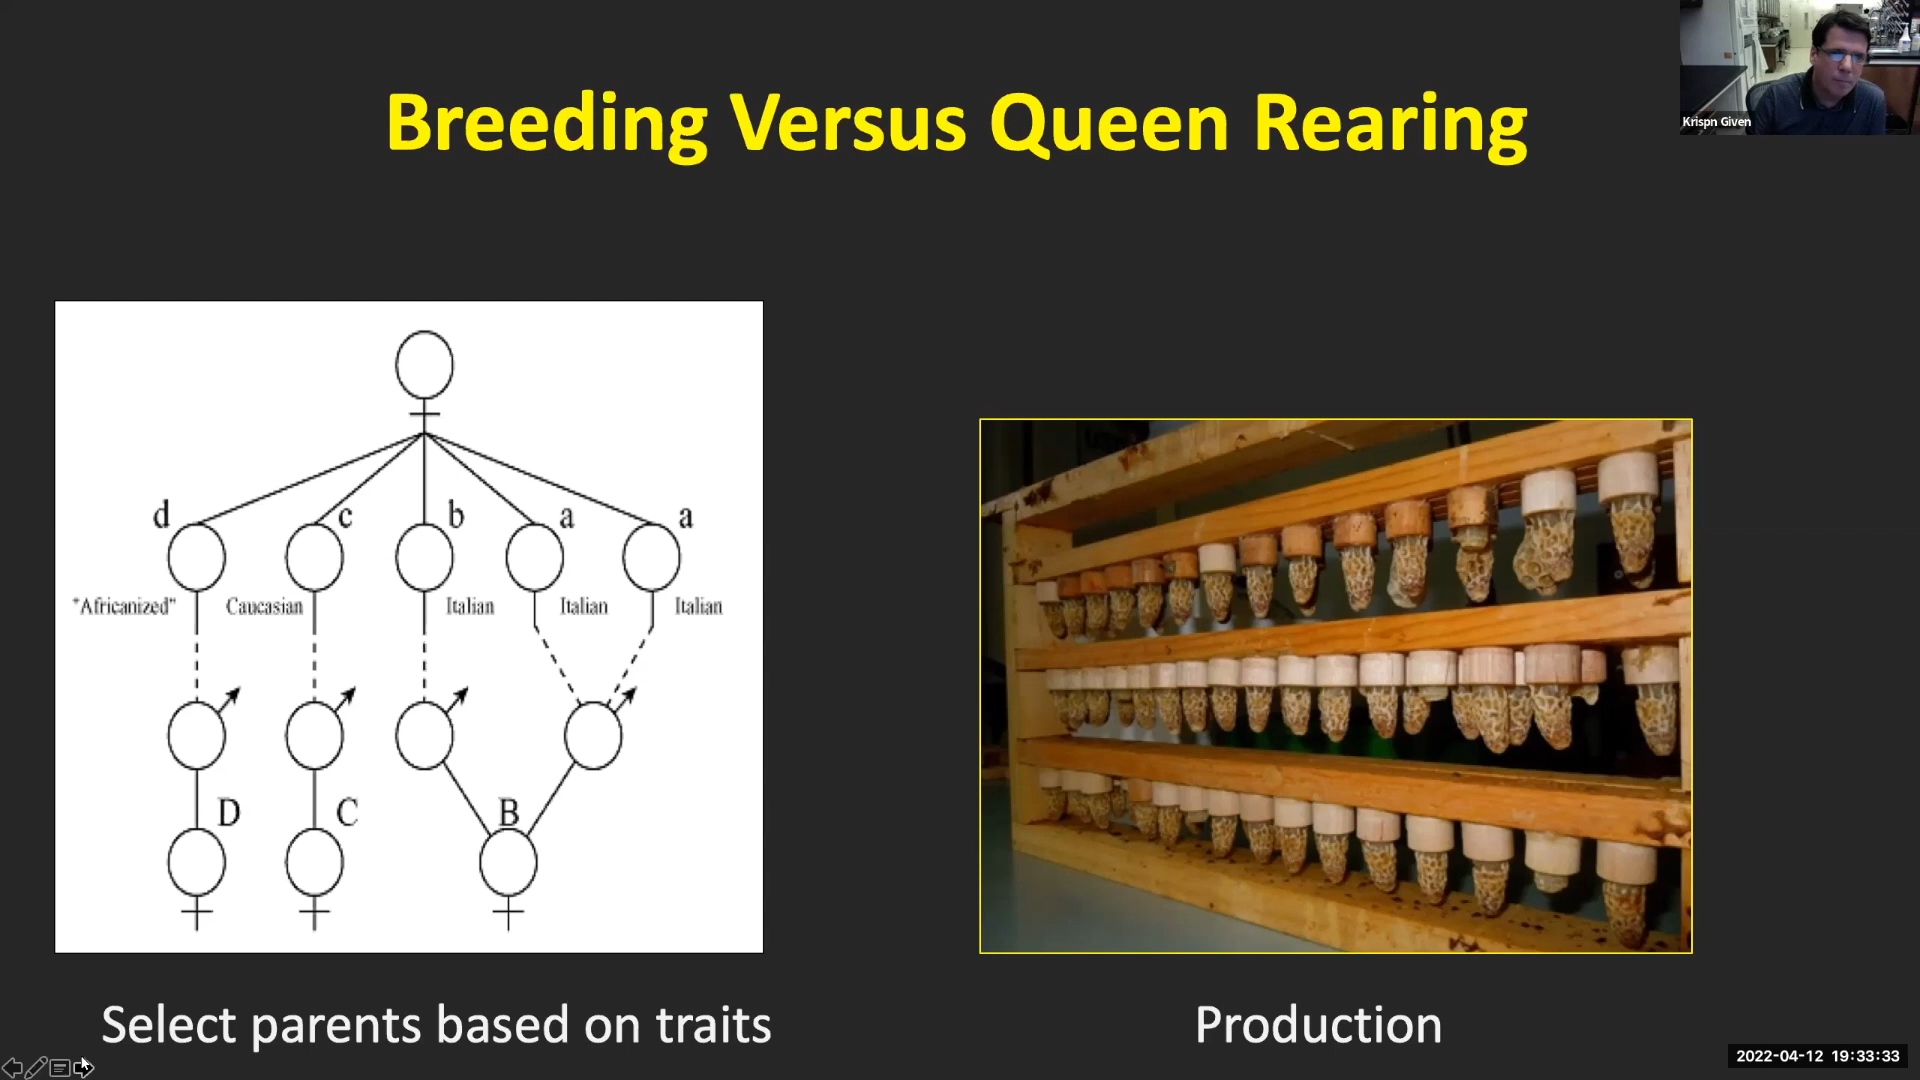 Breeding Versus Queen Rearing
Krispn Given
d c b a a
"Africanized" Caucasian Italian Italian Italian
D C B
Select parents based on traits
Production
2022-04-12 19:33:33